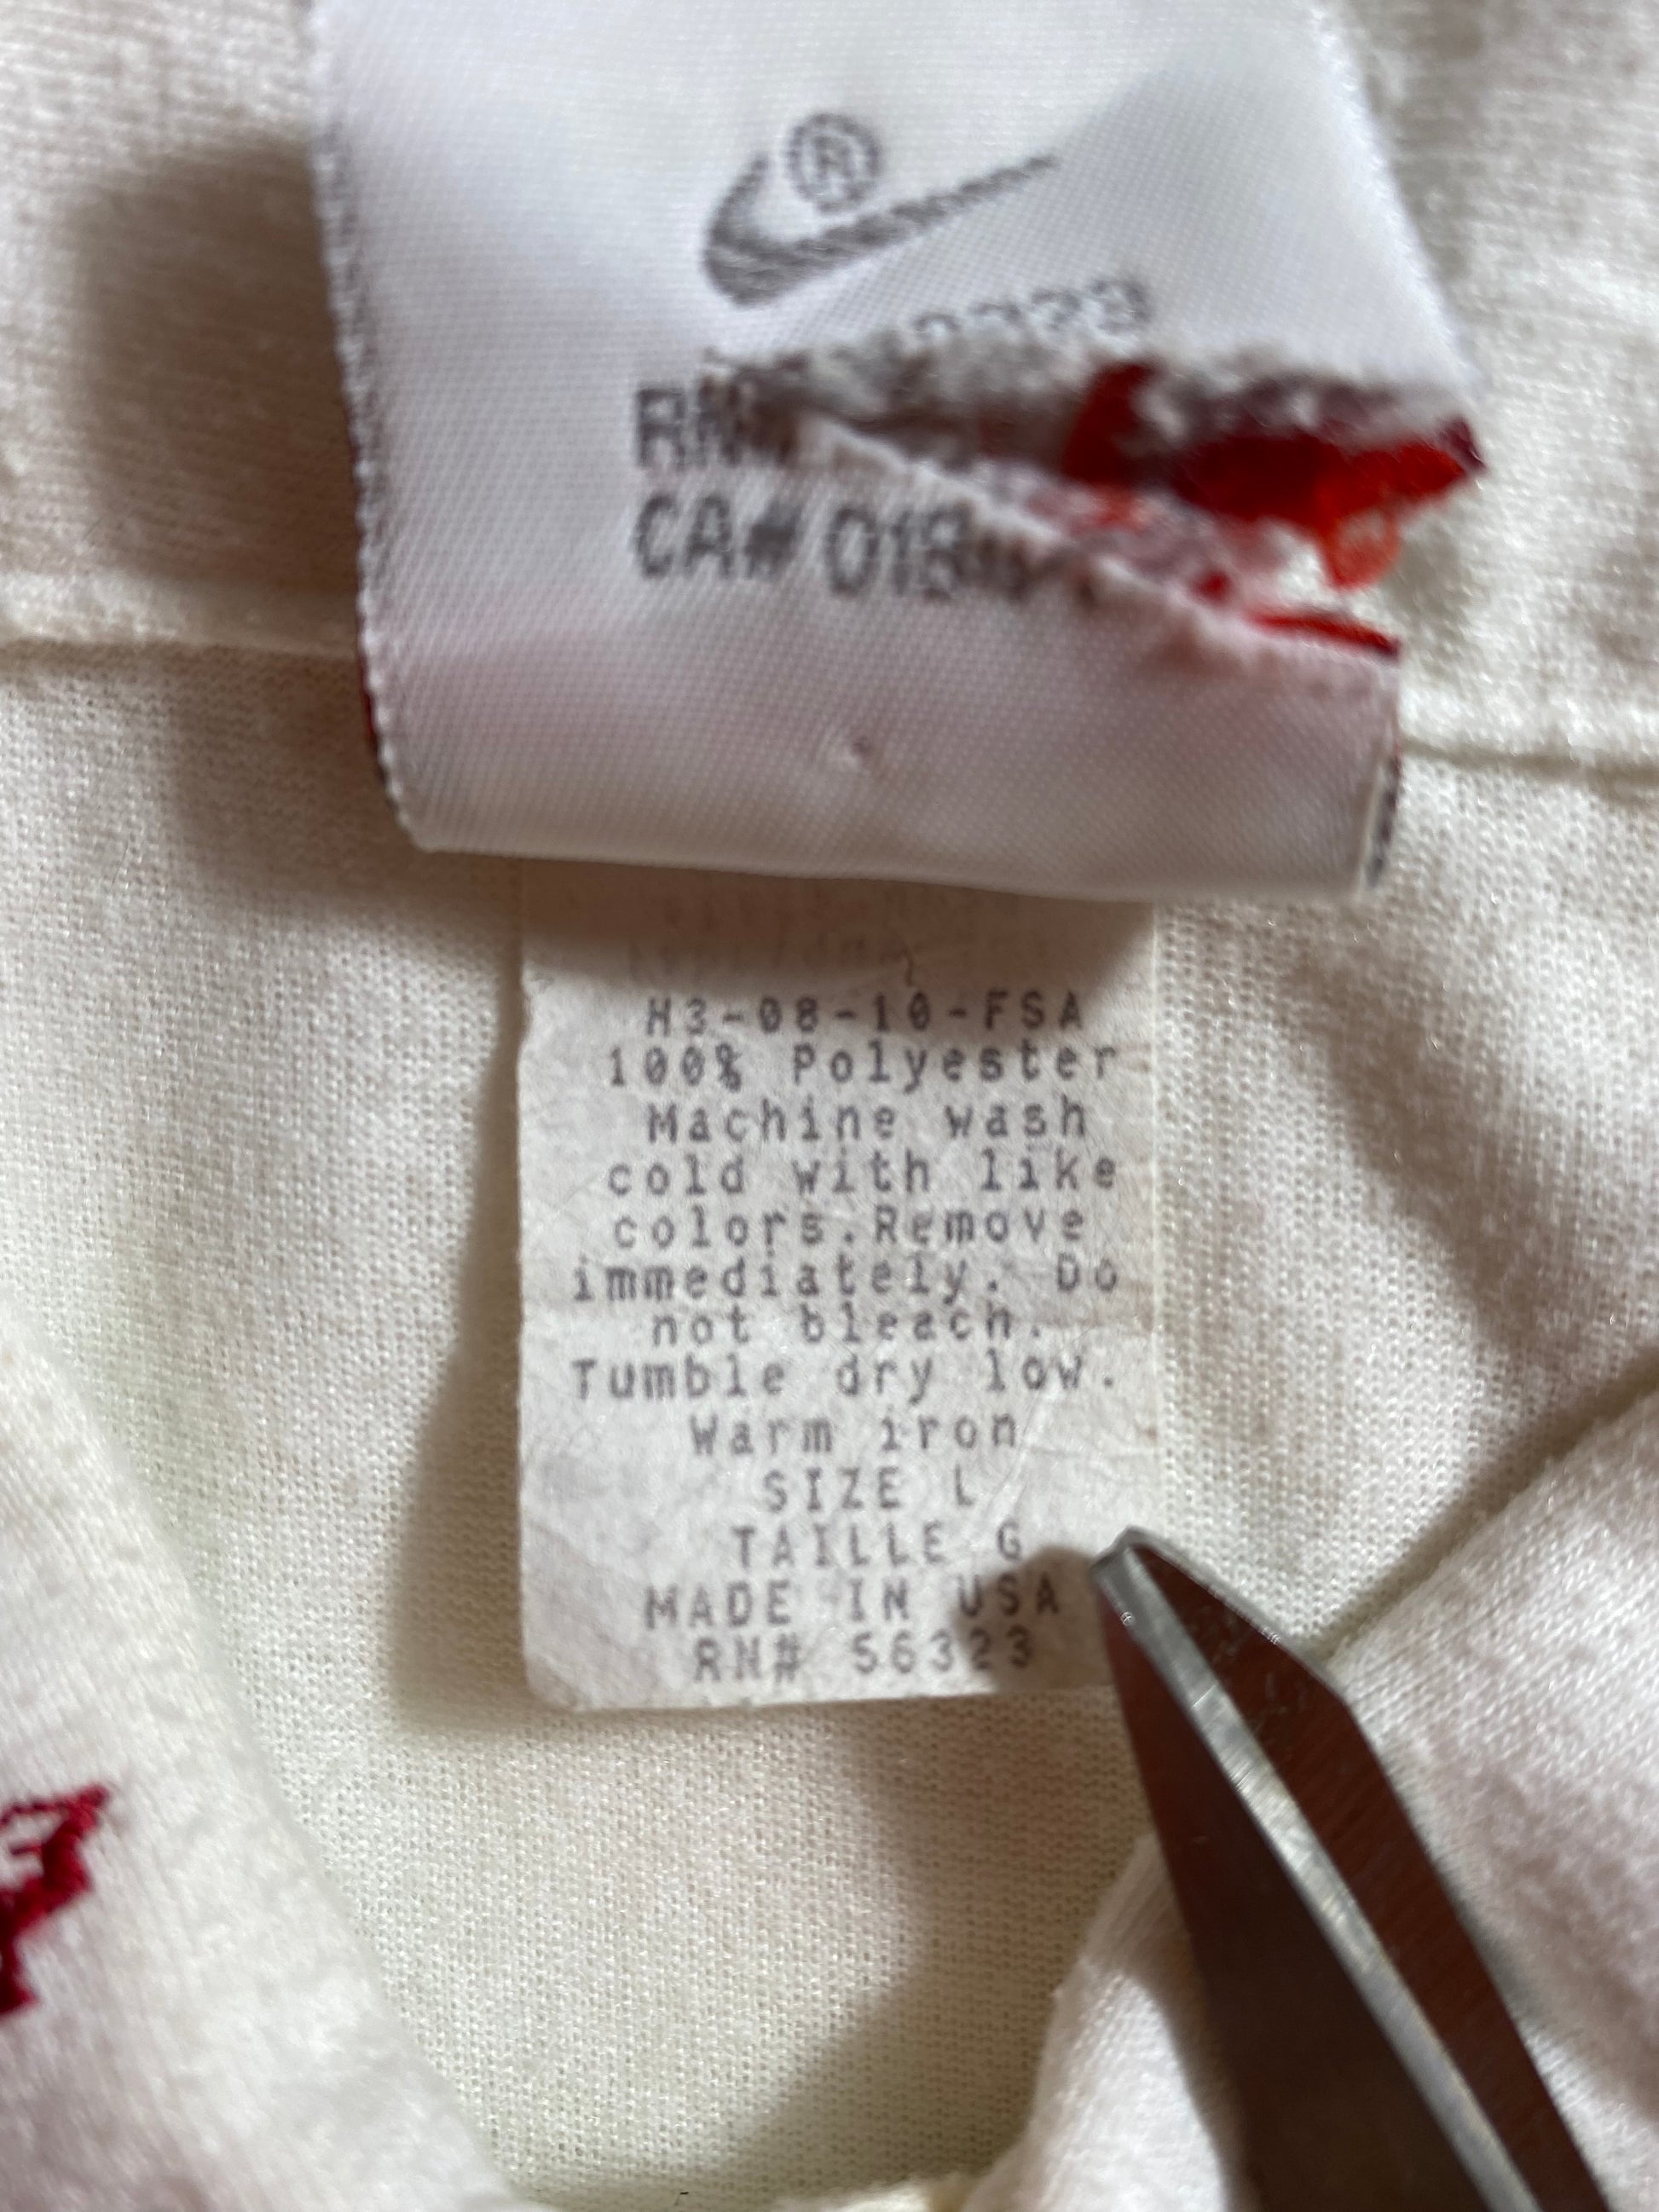 ®
RN
CA# 018
H3-08-10-FSA
100% Polyester
Machine wash
cold with like
colors.Remove
immediately. Do
not bleach.
Tumble dry low.
Warm iron
SIZE L
TAILLE G
MADE IN USA
RN# 56323